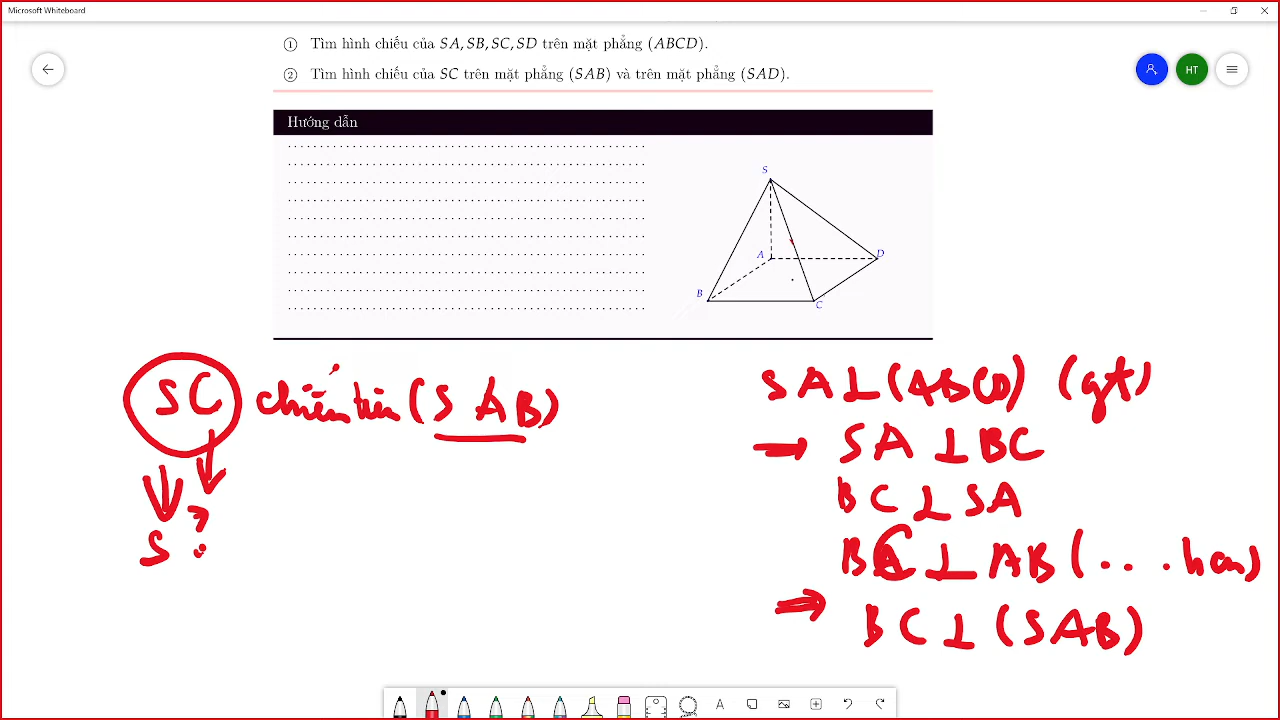 Microsoft Whiteboard
① Tìm hình chiếu của SA, SB, SC, SD trên mặt phẳng (ABCD).
② Tìm hình chiếu của SC trên mặt phẳng (SAB) và trên mặt phẳng (SAD).
HT
Hướng dẫn
S
A
D
B
C
SC chiếu lên (SAB)
S ?
SA ⊥ (ABCD) (gt)
→ SA ⊥ BC
BC ⊥ SA
BC ⊥ AB (... hcn)
⇒ BC ⊥ (SAB)
A